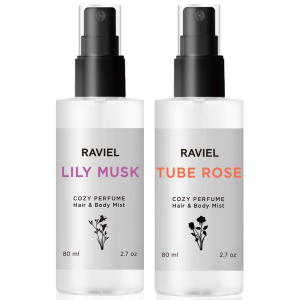 RAVIEL
LILY MUSK
COZY PERFUME
Hair & Body Mist
80 ml 2.7 oz
RAVIEL
TUBE ROSE
COZY PERFUME
Hair & Body Mist
80 ml 2.7 oz